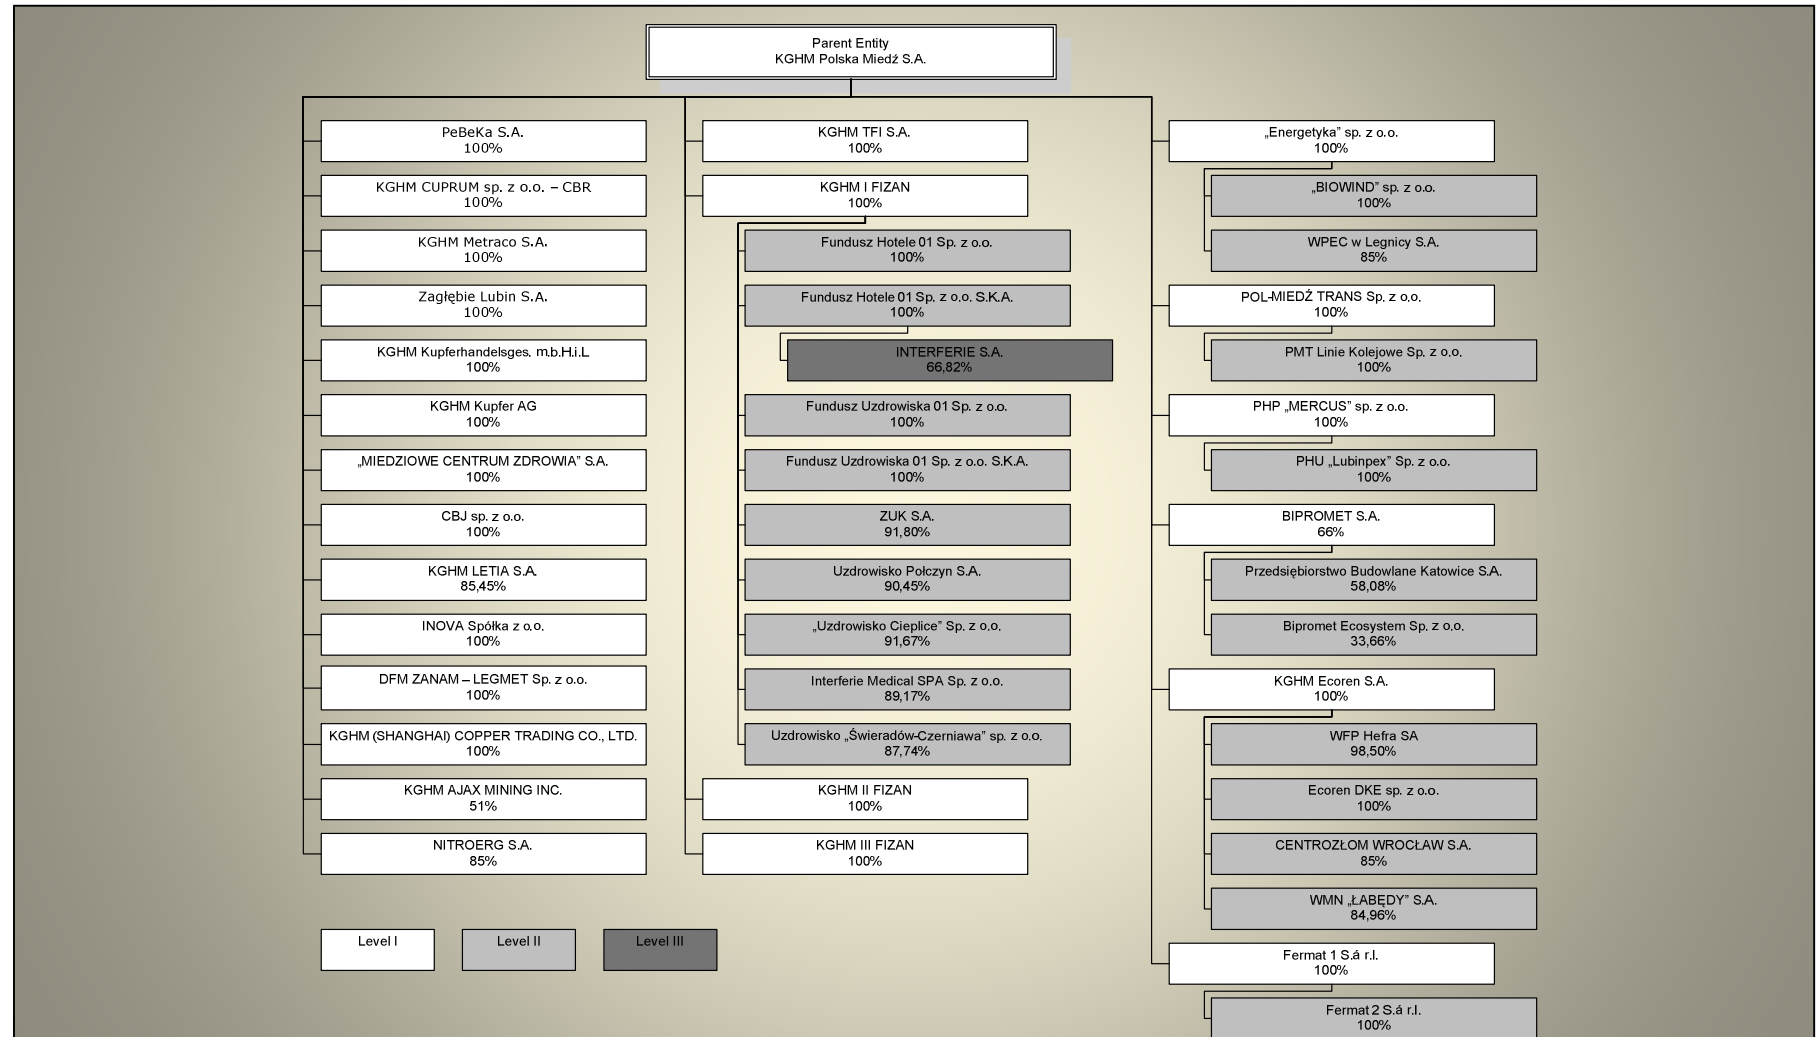 Parent Entity
KGHM Polska Miedź S.A.
PeBeKa S.A.
100%
KGHM CUPRUM sp. z o.o. – CBR
100%
KGHM Metraco S.A.
100%
Zagłębie Lubin S.A.
100%
KGHM Kupferhandelsges. m.b.H.i.L
100%
KGHM Kupfer AG
100%
„MIEDZIOWE CENTRUM ZDROWIA” S.A.
100%
CBJ sp. z o.o.
100%
KGHM LETIA S.A.
85,45%
INOVA Spółka z o.o.
100%
DFM ZANAM – LEGMET Sp. z o.o.
100%
KGHM (SHANGHAI) COPPER TRADING CO., LTD.
100%
KGHM AJAX MINING INC.
51%
NITROERG S.A.
85%
KGHM TFI S.A.
100%
KGHM I FIZAN
100%
Fundusz Hotele 01 Sp. z o.o.
100%
Fundusz Hotele 01 Sp. z o.o. S.K.A.
100%
INTERFERIE S.A.
66,82%
Fundusz Uzdrowiska 01 Sp. z o.o.
100%
Fundusz Uzdrowiska 01 Sp. z o.o. S.K.A.
100%
ZUK S.A.
91,80%
Uzdrowisko Połczyn S.A.
90,45%
„Uzdrowisko Cieplice” Sp. z o.o.
91,67%
Interferie Medical SPA Sp. z o.o.
89,17%
Uzdrowisko „Świeradów-Czerniawa” sp. z o.o.
87,74%
KGHM II FIZAN
100%
KGHM III FIZAN
100%
„Energetyka” sp. z o.o.
100%
„BIOWIND” sp. z o.o.
100%
WPEC w Legnicy S.A.
85%
POL-MIEDŹ TRANS Sp. z o.o.
100%
PMT Linie Kolejowe Sp. z o.o.
100%
PHP „MERCUS” sp. z o.o.
100%
PHU „Lubinpex” Sp. z o.o.
100%
BIPROMET S.A.
66%
Przedsiębiorstwo Budowlane Katowice S.A.
58,08%
Bipromet Ecosystem Sp. z o.o.
33,66%
KGHM Ecoren S.A.
100%
WFP Hefra SA
98,50%
Ecoren DKE sp. z o.o.
100%
CENTROZŁOM WROCŁAW S.A.
85%
WMN „ŁABĘDY” S.A.
84,96%
Fermat 1 S.á r.l.
100%
Fermat 2 S.á r.l.
100%
Level I
Level II
Level III